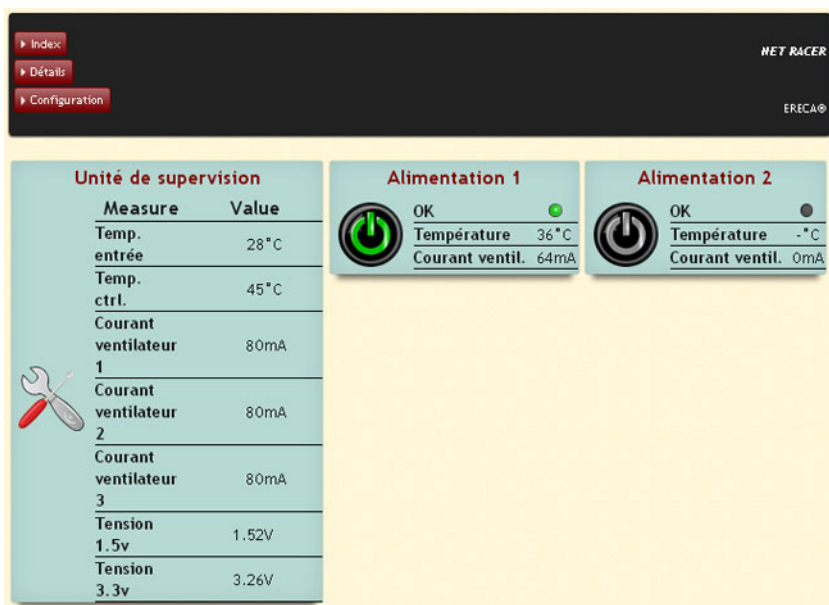 Index
Détails
Configuration
NET RACER
ERECA®
Unité de supervision
Measure Value
Temp.
entrée 28°C
Temp.
ctrl. 45°C
Courant
ventilateur 80mA
1
Courant
ventilateur 80mA
2
Courant
ventilateur 80mA
3
Tension
1.5v 1.52V
Tension
3.3v 3.26V
Alimentation 1
OK
Température 36°C
Courant ventil. 64mA
Alimentation 2
OK
Température -°C
Courant ventil. 0mA